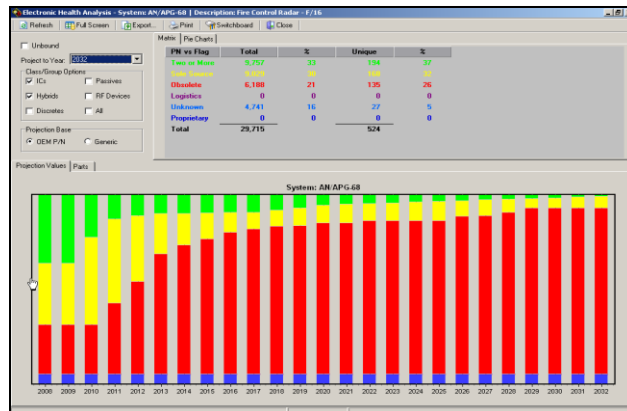 Electronic Health Analysis - System: AN/APG-68 | Description: Fire Control Radar - F/16
Refresh Full Screen Export... Print Switchboard Close
Unbound
Project to Year: 2032
Class/Group Options
ICs Passives
Hybrids RF Devices
Discretes All
Projection Base
OEM P/N Generic
Matrix Pie Charts
PN vs Flag Total % Unique %
Two or More 9,757 33 194 37
Sole Source 9,029 30 168 32
Obsolete 6,188 21 135 26
Logistics 0 0 0 0
Unknown 4,741 16 27 5
Proprietary 0 0 0 0
Total 29,715 524
Projection Values Parts
System: AN/APG-68
2008 2009 2010 2011 2012 2013 2014 2015 2016 2017 2018 2019 2020 2021 2022 2023 2024 2025 2026 2027 2028 2029 2030 2031 2032